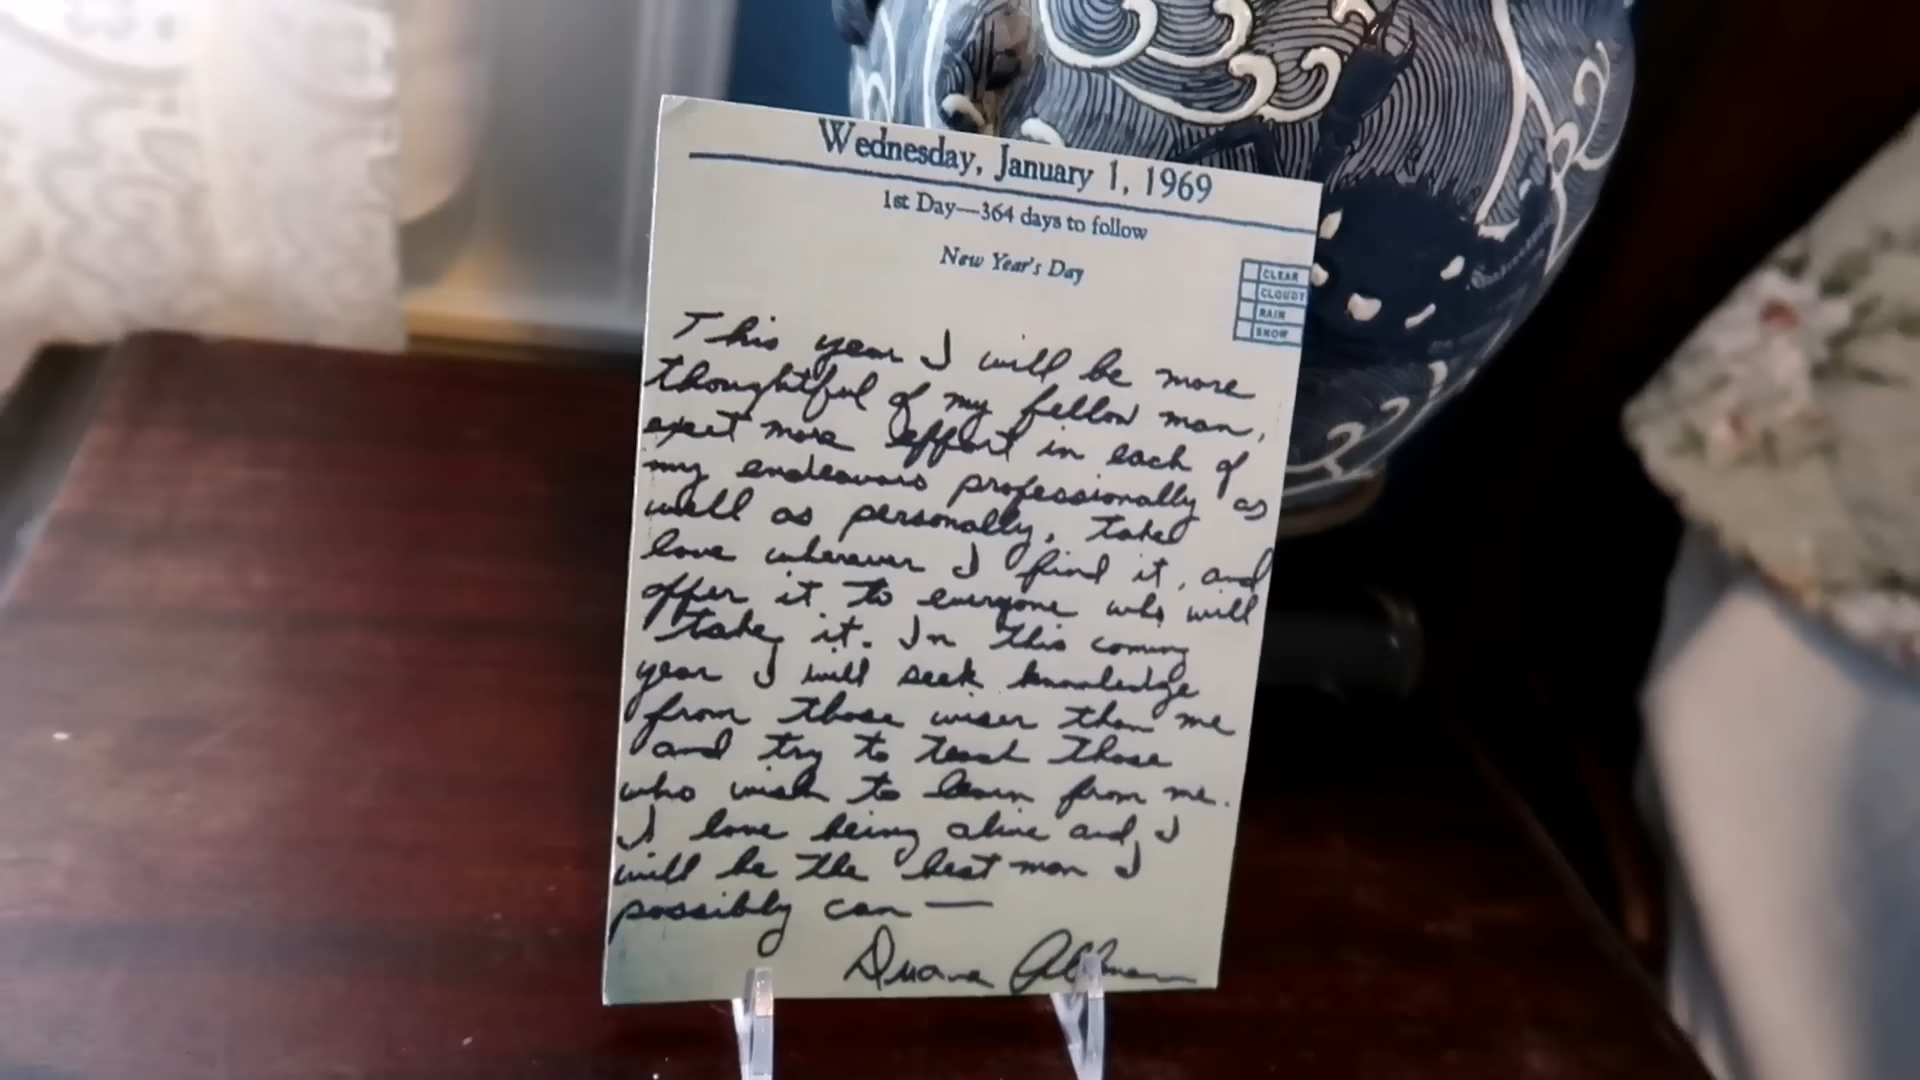 Wednesday, January 1, 1969
1st Day—364 days to follow
New Year's Day
CLEAR
CLOUDY
RAIN
SNOW
This year I will be more
thoughtful of my fellow man,
exert more effort in each of
my endeavors professionally as
well as personally, take
love wherever I find it, and
offer it to everyone who will
take it. In this coming
year I will seek knowledge
from those wiser than me
and try to teach those
who wish to learn from me.
I love being alive and I
will be the best man I
possibly can —
Duane Allman